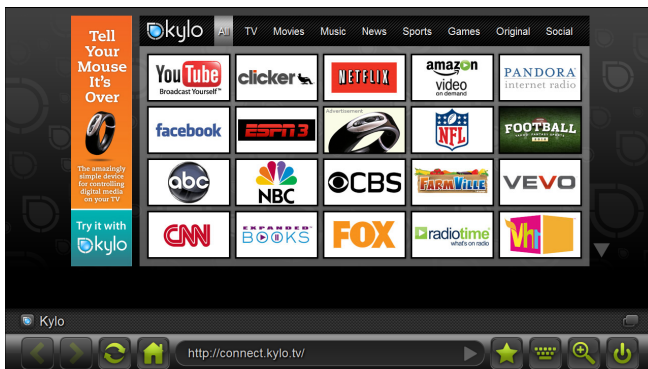 Tell
Your
Mouse
It's
Over
The amazingly
simple device
for controlling
digital media
on your TV
Try it with
kylo
kylo All TV Movies Music News Sports Games Original Social
YouTube
Broadcast Yourself™
clicker
NETFLIX
amazon
video
on demand
PANDORA®
internet radio
facebook
ESPN3
Advertisement
NFL
FOOTBALL
abc
NBC
CBS
FARMVILLE
VEVO
CNN
EXPANDED
BOOKS
FOX
radiotime
what's on radio
Vh1
Kylo
http://connect.kylo.tv/